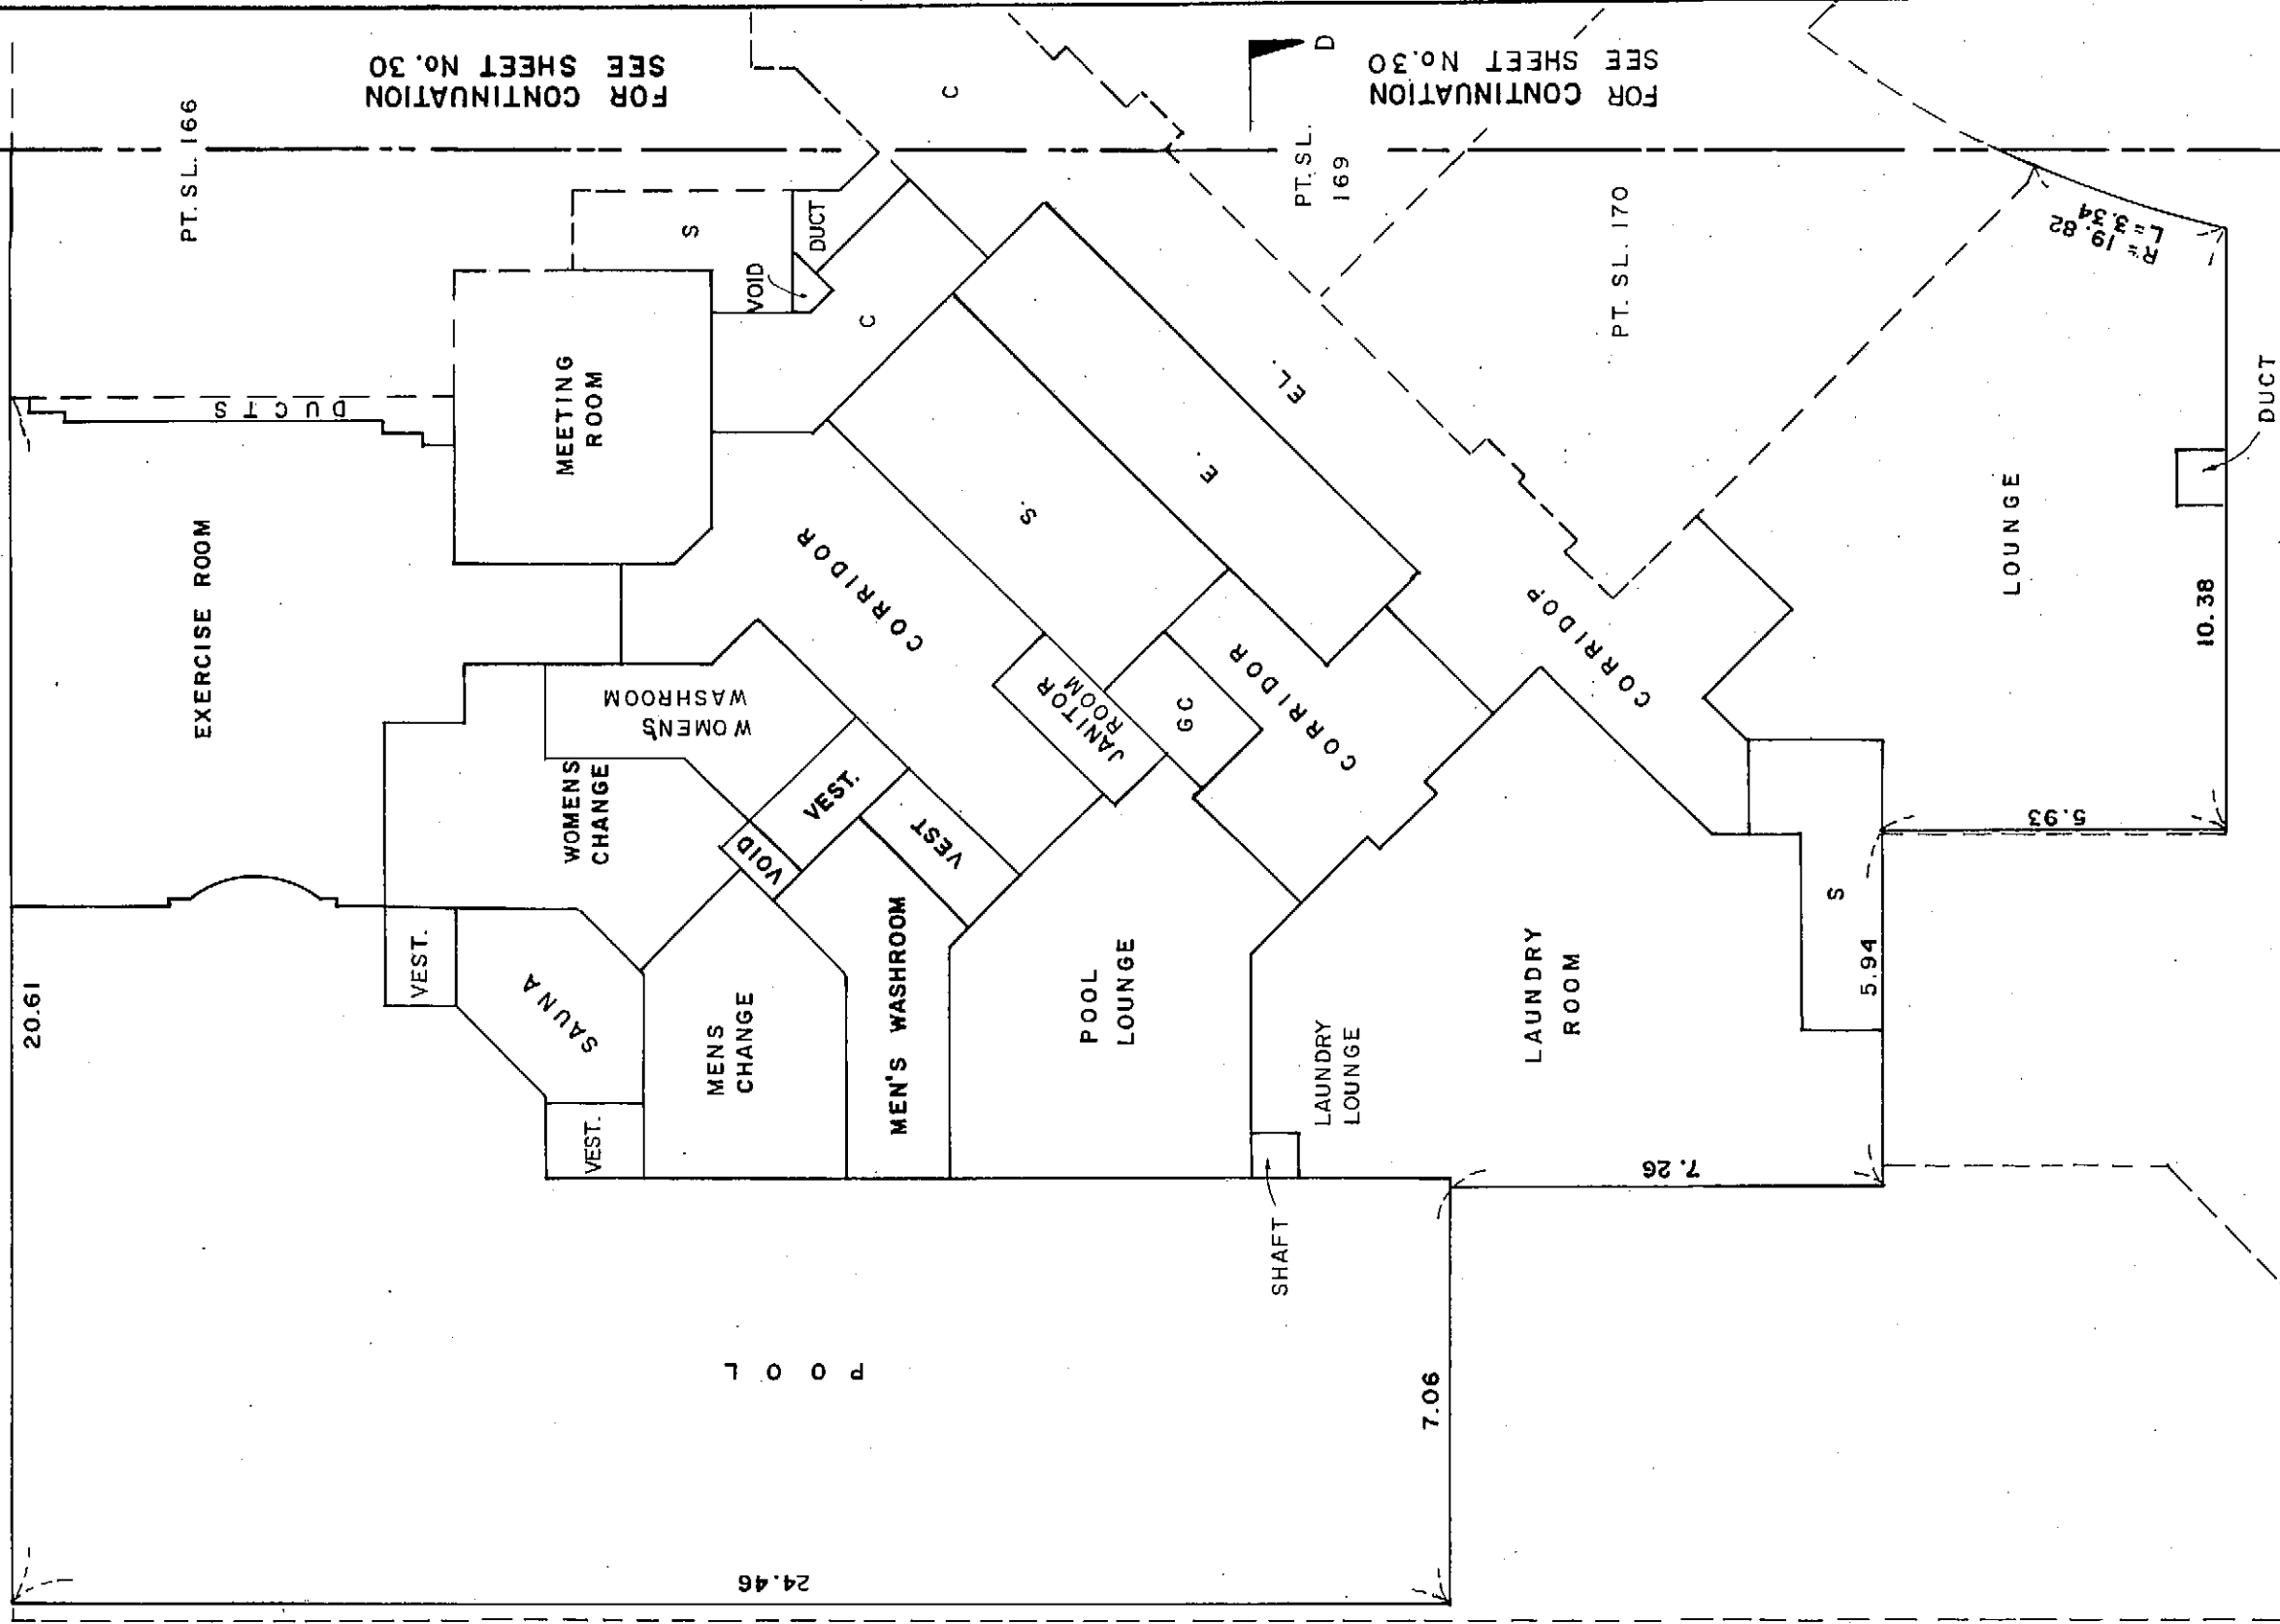 FOR CONTINUATION
SEE SHEET No. 30
FOR CONTINUATION
SEE SHEET No. 30
D
C
PT. S L. 166
PT. SL.
169
PT. SL. 170
S
DUCT
VOID
C
R = 19.82
L = 3.34
DUCTS
MEETING
ROOM
EL.
E.
S.
DUCT
EXERCISE ROOM
CORRIDOR
CORRIDOP
LOUNGE
10.38
WOMENS
WASHROOM
JANITOR
ROOM
GC
CORRIDOR
WOMENS
CHANGE
VEST.
VOID
VEST
5.93
S
5.94
20.61
VEST.
SAUNA
MENS
CHANGE
MEN'S WASHROOM
POOL
LOUNGE
LAUNDRY
LOUNGE
LAUNDRY
ROOM
VEST.
7.26
SHAFT
POOL
7.06
24.46